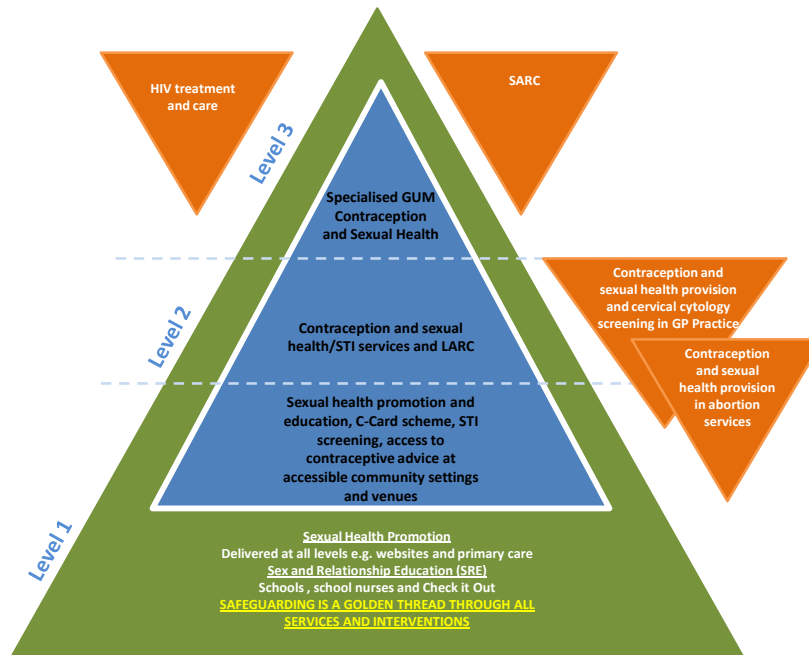 HIV treatment
and care
SARC
Level 3
Specialised GUM
Contraception
and Sexual Health
Contraception and
sexual health provision
and cervical cytology
screening in GP Practice
Level 2
Contraception and sexual
health/STI services and LARC
Contraception
and sexual
health provision
in abortion
services
Sexual health promotion and
education, C-Card scheme, STI
screening, access to
contraceptive advice at
accessible community settings
and venues
Level 1
Sexual Health Promotion
Delivered at all levels e.g. websites and primary care
Sex and Relationship Education (SRE)
Schools , school nurses and Check it Out
SAFEGUARDING IS A GOLDEN THREAD THROUGH ALL
SERVICES AND INTERVENTIONS